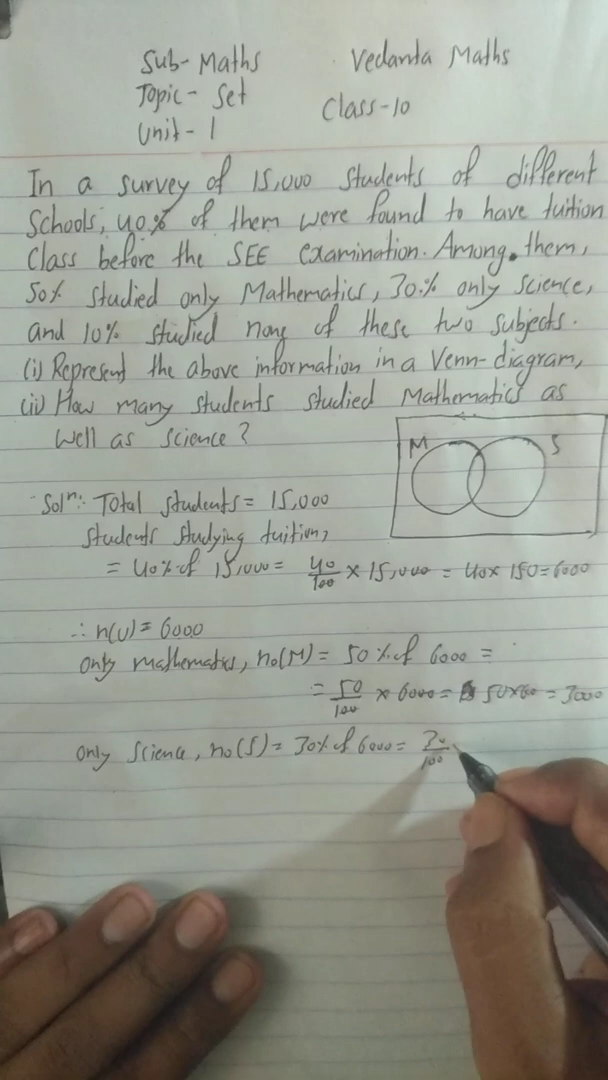 Sub- Maths Vedanta Maths
Topic- Set Class-10
Unit- 1
In a survey of 15,000 students of different
Schools, 40% of them were found to have tuition
Class before the SEE examination. Among them,
50% studied only Mathematics, 30% only science,
and 10% studied none of these two subjects.
(i) Represent the above information in a Venn-diagram,
(ii) How many students studied Mathematics as
well as science?
M S
Solⁿ: Total students = 15,000
students studying tuition,
= 40% of 15,000 = 40/100 × 15,000 = 40× 150=6000
∴ n(U)= 6000
Only mathematics, no(M) = 50% of 6000 =
= 50/100 × 6000= 50×60 = 3000
Only Science, no(S)= 30% of 6000= 30/100